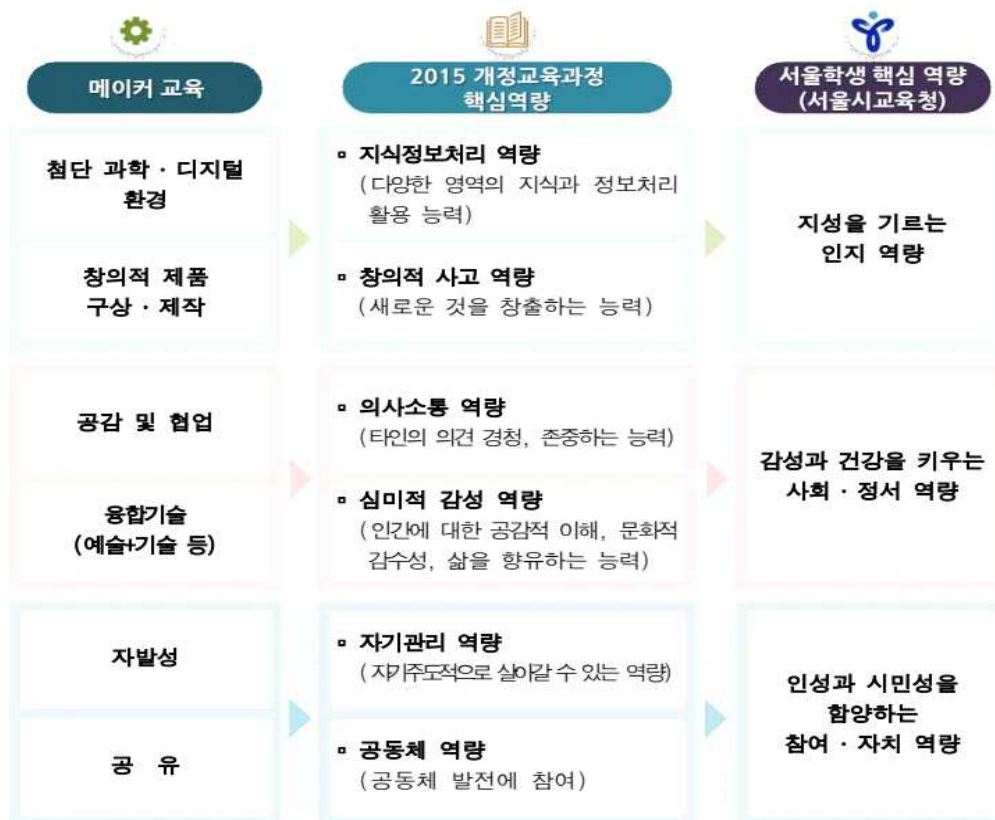 메이커 교육
2015 개정교육과정
핵심역량
서울학생 핵심 역량
(서울시교육청)
첨단 과학 · 디지털
환경
▫ 지식정보처리 역량
(다양한 영역의 지식과 정보처리
활용 능력)
창의적 제품
구상 · 제작
▫ 창의적 사고 역량
(새로운 것을 창출하는 능력)
지성을 기르는
인지 역량
공감 및 협업
▫ 의사소통 역량
(타인의 의견 경청, 존중하는 능력)
융합기술
(예술+기술 등)
▫ 심미적 감성 역량
(인간에 대한 공감적 이해, 문화적
감수성, 삶을 향유하는 능력)
감성과 건강을 키우는
사회 · 정서 역량
자발성
▫ 자기관리 역량
(자기주도적으로 살아갈 수 있는 역량)
공 유
▫ 공동체 역량
(공동체 발전에 참여)
인성과 시민성을
함양하는
참여 · 자치 역량